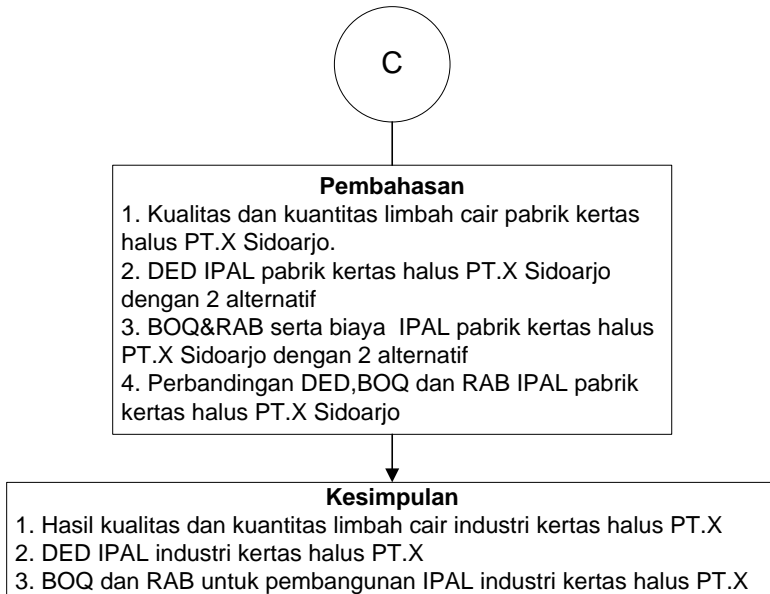 C
Pembahasan
1. Kualitas dan kuantitas limbah cair pabrik kertas
halus PT.X Sidoarjo.
2. DED IPAL pabrik kertas halus PT.X Sidoarjo
dengan 2 alternatif
3. BOQ&RAB serta biaya  IPAL pabrik kertas halus
PT.X Sidoarjo dengan 2 alternatif
4. Perbandingan DED,BOQ dan RAB IPAL pabrik
kertas halus PT.X Sidoarjo
Kesimpulan
1. Hasil kualitas dan kuantitas limbah cair industri kertas halus PT.X
2. DED IPAL industri kertas halus PT.X
3. BOQ dan RAB untuk pembangunan IPAL industri kertas halus PT.X